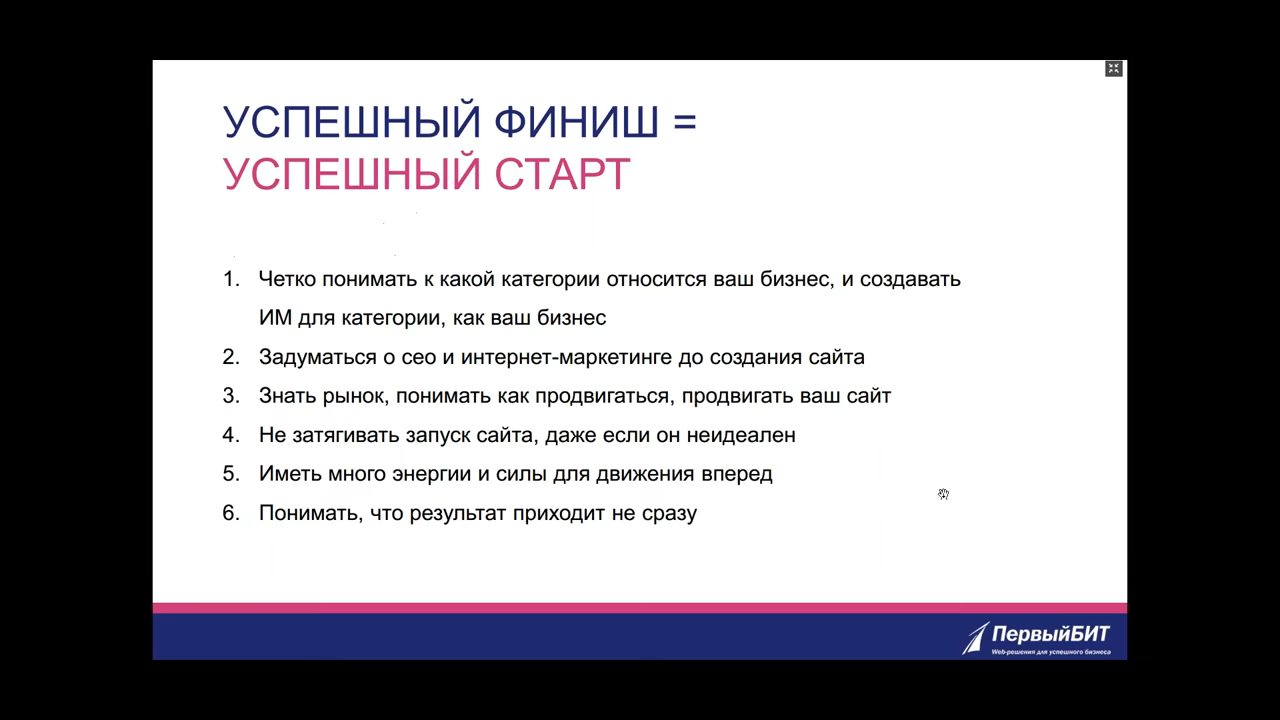 УСПЕШНЫЙ ФИНИШ =
УСПЕШНЫЙ СТАРТ
1. Четко понимать к какой категории относится ваш бизнес, и создавать
ИМ для категории, как ваш бизнес
2. Задуматься о сео и интернет-маркетинге до создания сайта
3. Знать рынок, понимать как продвигаться, продвигать ваш сайт
4. Не затягивать запуск сайта, даже если он неидеален
5. Иметь много энергии и силы для движения вперед
6. Понимать, что результат приходит не сразу
ПервыйБИТ
Web-решения для успешного бизнеса